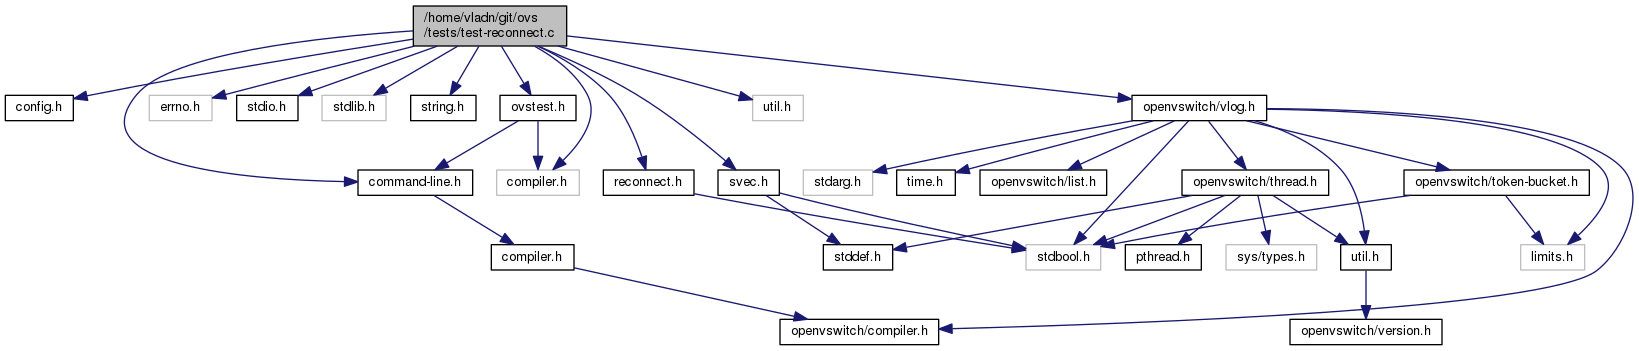 /home/vladn/git/ovs
/tests/test-reconnect.c
config.h
errno.h
stdio.h
stdlib.h
string.h
ovstest.h
util.h
openvswitch/vlog.h
command-line.h
compiler.h
reconnect.h
svec.h
stdarg.h
time.h
openvswitch/list.h
openvswitch/thread.h
openvswitch/token-bucket.h
compiler.h
stddef.h
stdbool.h
pthread.h
sys/types.h
util.h
limits.h
openvswitch/compiler.h
openvswitch/version.h